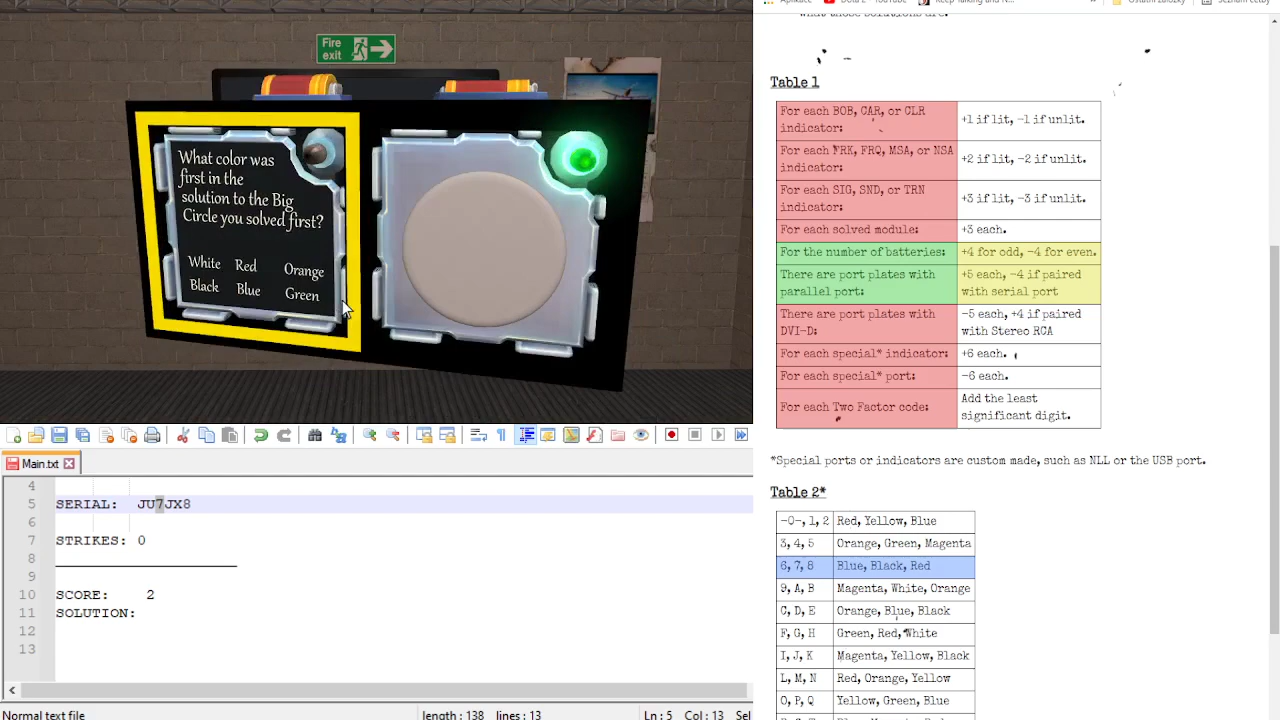 Fire
exit
What color was
first in the
solution to the Big
Circle you solved first?
White Red Orange
Black Blue Green
Main.txt
4
5 SERIAL: JU7JX8
6
7 STRIKES: 0
8
9
10 SCORE: 2
11 SOLUTION:
12
13
Normal text file length : 138 lines : 13 Ln : 5 Col : 13 Sel
what those solutions are.
Table 1
For each BOB, CAR, or CLR
indicator:
+1 if lit, -1 if unlit.
For each FRK, FRQ, MSA, or NSA
indicator:
+2 if lit, -2 if unlit.
For each SIG, SND, or TRN
indicator:
+3 if lit, -3 if unlit.
For each solved module: +3 each.
For the number of batteries: +4 for odd, -4 for even.
There are port plates with
parallel port:
+5 each, -4 if paired
with serial port
There are port plates with
DVI-D:
-5 each, +4 if paired
with Stereo RCA
For each special* indicator: +6 each.
For each special* port: -6 each.
For each Two Factor code:
Add the least
significant digit.
*Special ports or indicators are custom made, such as NLL or the USB port.
Table 2*
-0-, 1, 2 Red, Yellow, Blue
3, 4, 5 Orange, Green, Magenta
6, 7, 8 Blue, Black, Red
9, A, B Magenta, White, Orange
C, D, E Orange, Blue, Black
F, G, H Green, Red, White
I, J, K Magenta, Yellow, Black
L, M, N Red, Orange, Yellow
O, P, Q Yellow, Green, Blue